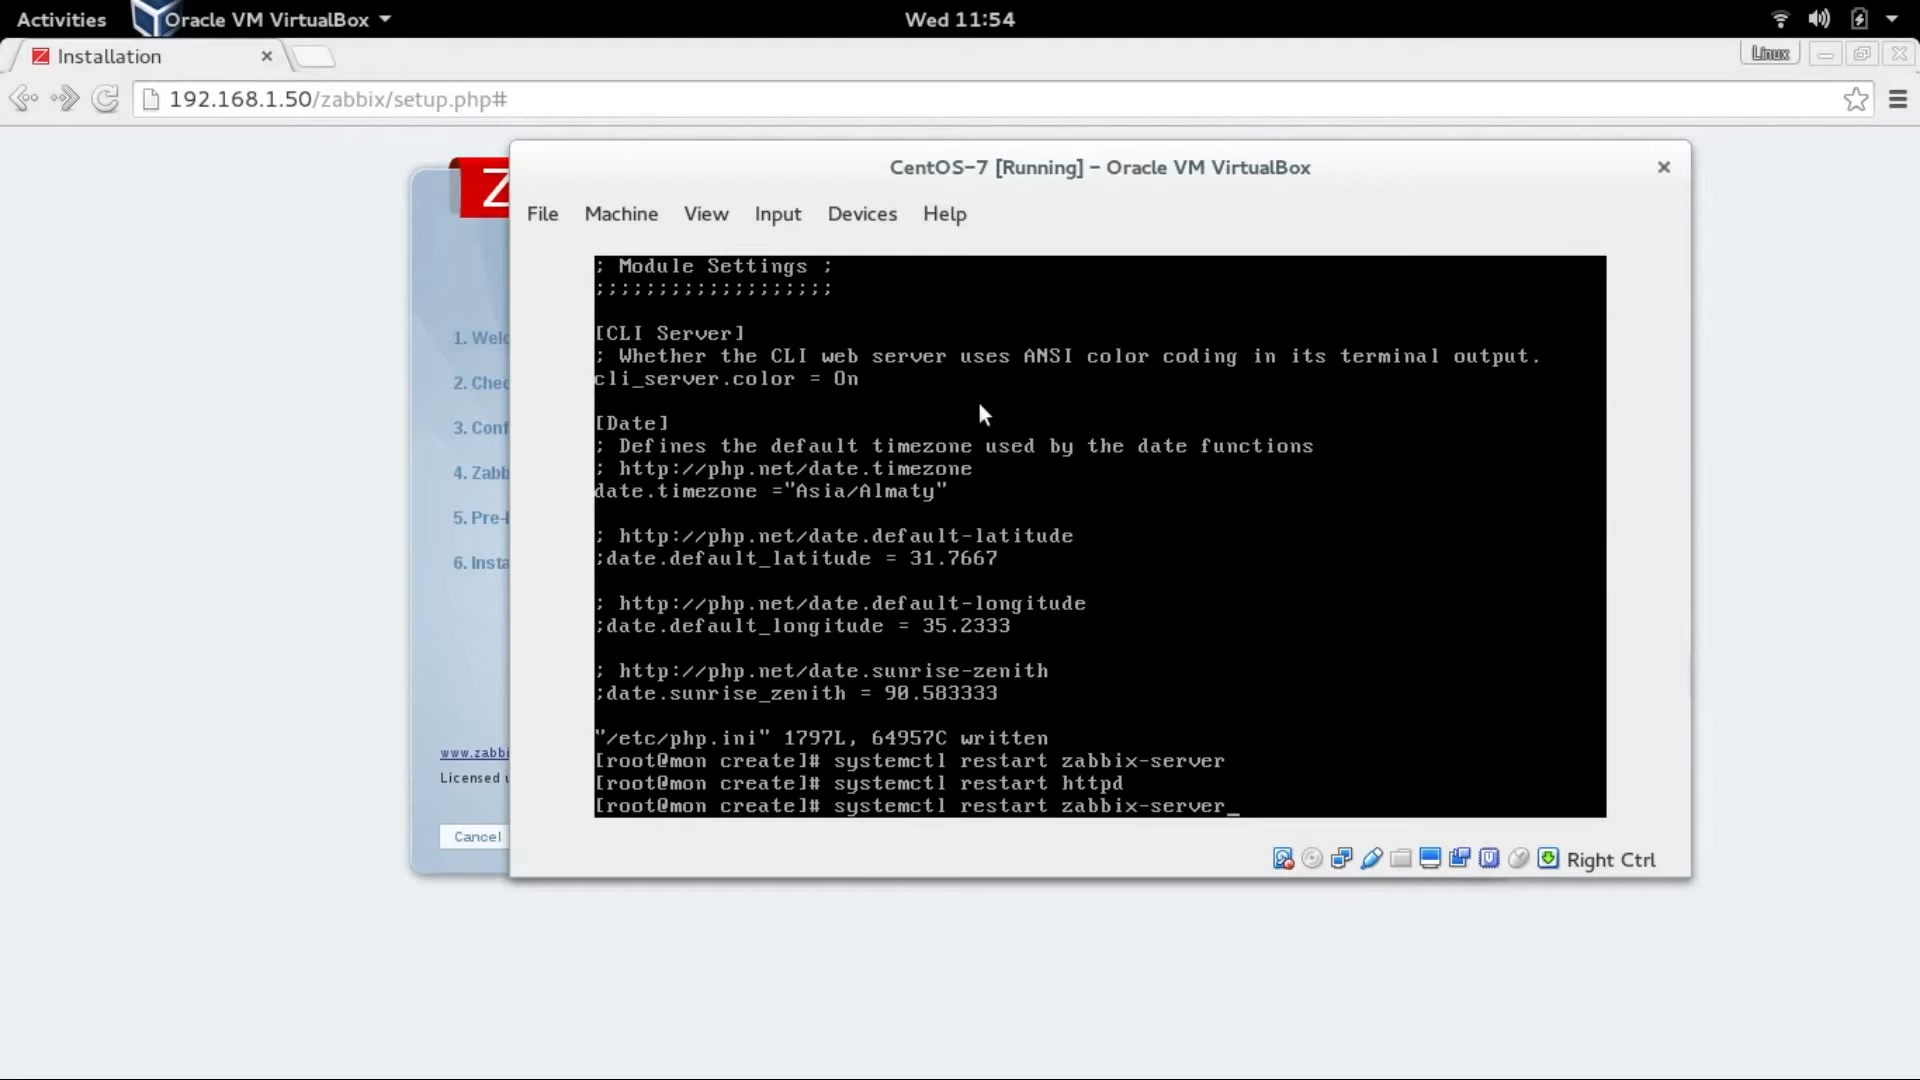 Activities Oracle VM VirtualBox Wed 11:54
Installation Linux
192.168.1.50/zabbix/setup.php#
CentOS-7 [Running] - Oracle VM VirtualBox
Z
File Machine View Input Devices Help
; Module Settings ;
;;;;;;;;;;;;;;;;;;;
[CLI Server]
; Whether the CLI web server uses ANSI color coding in its terminal output.
cli_server.color = On
[Date]
; Defines the default timezone used by the date functions
; http://php.net/date.timezone
date.timezone ="Asia/Almaty"
; http://php.net/date.default-latitude
;date.default_latitude = 31.7667
; http://php.net/date.default-longitude
;date.default_longitude = 35.2333
; http://php.net/date.sunrise-zenith
;date.sunrise_zenith = 90.583333
"/etc/php.ini" 1797L, 64957C written
[root@mon create]# systemctl restart zabbix-server
[root@mon create]# systemctl restart httpd
[root@mon create]# systemctl restart zabbix-server_
Right Ctrl
1. Welc
2. Chec
3. Conf
4. Zabb
5. Pre-
6. Insta
www.zabbi
Licensed
Cancel